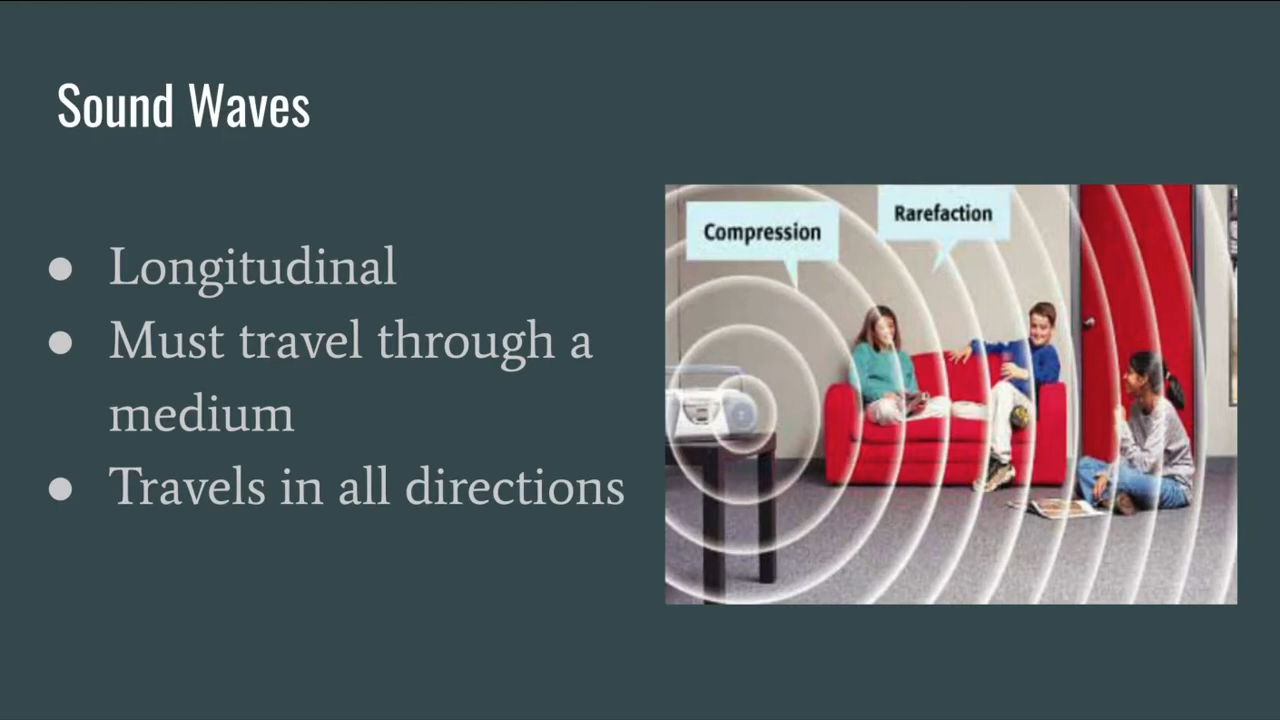 Sound Waves
● Longitudinal
● Must travel through a
medium
● Travels in all directions
Compression
Rarefaction